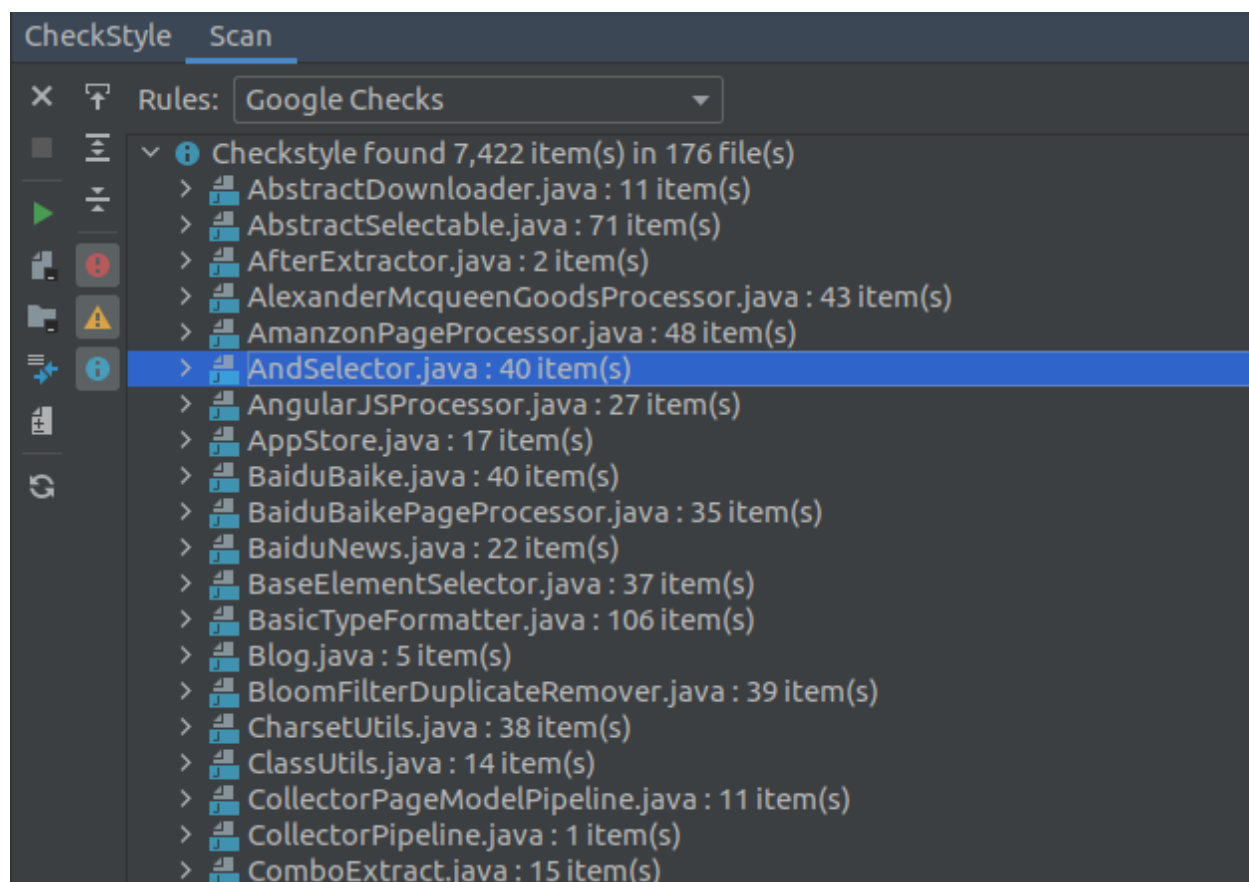 CheckStyle Scan
Rules: Google Checks
Checkstyle found 7,422 item(s) in 176 file(s)
AbstractDownloader.java : 11 item(s)
AbstractSelectable.java : 71 item(s)
AfterExtractor.java : 2 item(s)
AlexanderMcqueenGoodsProcessor.java : 43 item(s)
AmanzonPageProcessor.java : 48 item(s)
AndSelector.java : 40 item(s)
AngularJSProcessor.java : 27 item(s)
AppStore.java : 17 item(s)
BaiduBaike.java : 40 item(s)
BaiduBaikePageProcessor.java : 35 item(s)
BaiduNews.java : 22 item(s)
BaseElementSelector.java : 37 item(s)
BasicTypeFormatter.java : 106 item(s)
Blog.java : 5 item(s)
BloomFilterDuplicateRemover.java : 39 item(s)
CharsetUtils.java : 38 item(s)
ClassUtils.java : 14 item(s)
CollectorPageModelPipeline.java : 11 item(s)
CollectorPipeline.java : 1 item(s)
ComboExtract.java : 15 item(s)